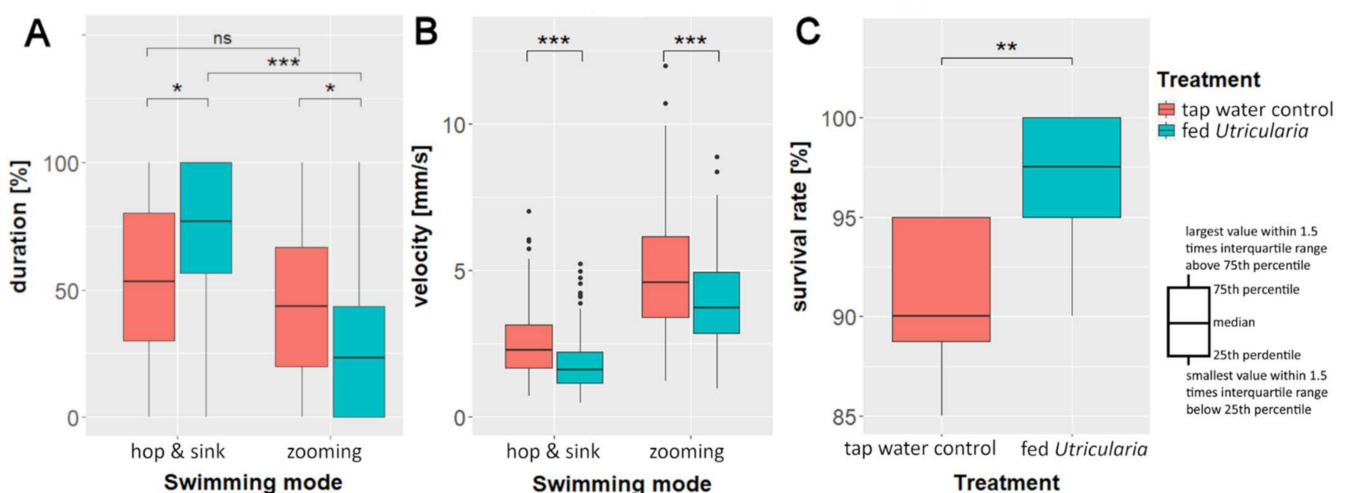 A
ns
***
*
*
duration [%]
100
50
0
hop & sink
zooming
Swimming mode
B
***
***
velocity [mm/s]
10
5
0
hop & sink
zooming
Swimming mode
C
**
survival rate [%]
100
95
90
85
tap water control
fed Utricularia
Treatment
Treatment
tap water control
fed Utricularia
largest value within 1.5
times interquartile range
above 75th percentile
75th percentile
median
25th perdentile
smallest value within 1.5
times interquartile range
below 25th percentile